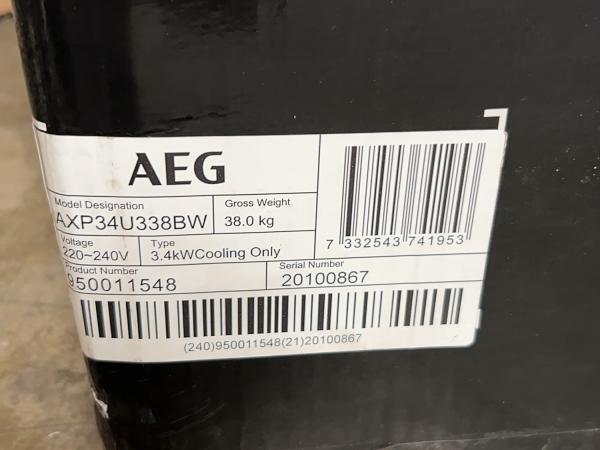 AEG
Model Designation
AXP34U338BW
Gross Weight
38.0 kg
Voltage
220~240V
Type
3.4kWCooling Only
7 332543 741953
Product Number
950011548
Serial Number
20100867
(240)950011548(21)20100867